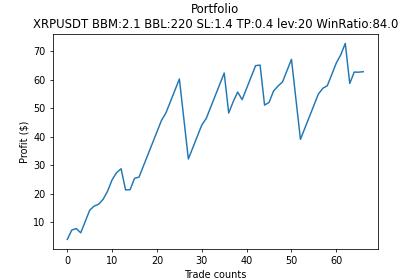 Portfolio
XRPUSDT BBM:2.1 BBL:220 SL:1.4 TP:0.4 lev:20 WinRatio:84.0
70
60
50
40
30
20
10
Profit ($)
0 10 20 30 40 50 60
Trade counts